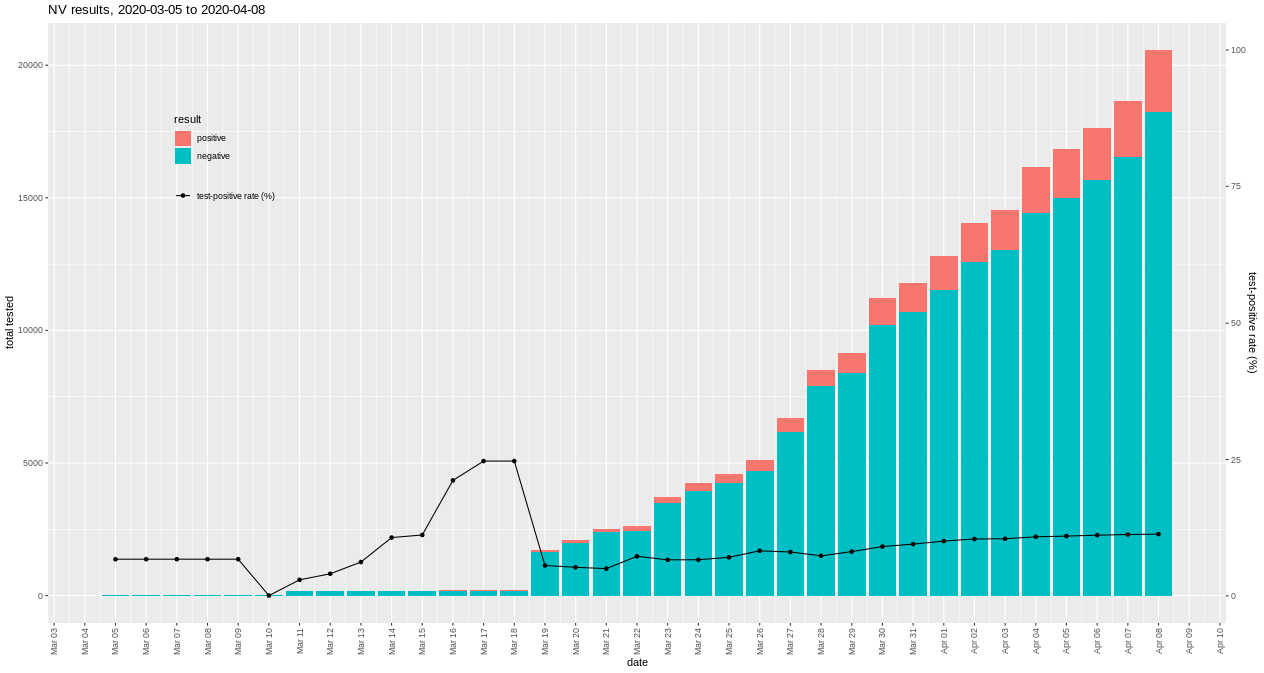 NV results, 2020-03-05 to 2020-04-08
total tested
20000
15000
10000
5000
0
result
positive
negative
test-positive rate (%)
100
75
50
25
0
test-positive rate (%)
Mar 03
Mar 04
Mar 05
Mar 06
Mar 07
Mar 08
Mar 09
Mar 10
Mar 11
Mar 12
Mar 13
Mar 14
Mar 15
Mar 16
Mar 17
Mar 18
Mar 19
Mar 20
Mar 21
Mar 22
Mar 23
Mar 24
Mar 25
Mar 26
Mar 27
Mar 28
Mar 29
Mar 30
Mar 31
Apr 01
Apr 02
Apr 03
Apr 04
Apr 05
Apr 06
Apr 07
Apr 08
Apr 09
Apr 10
date